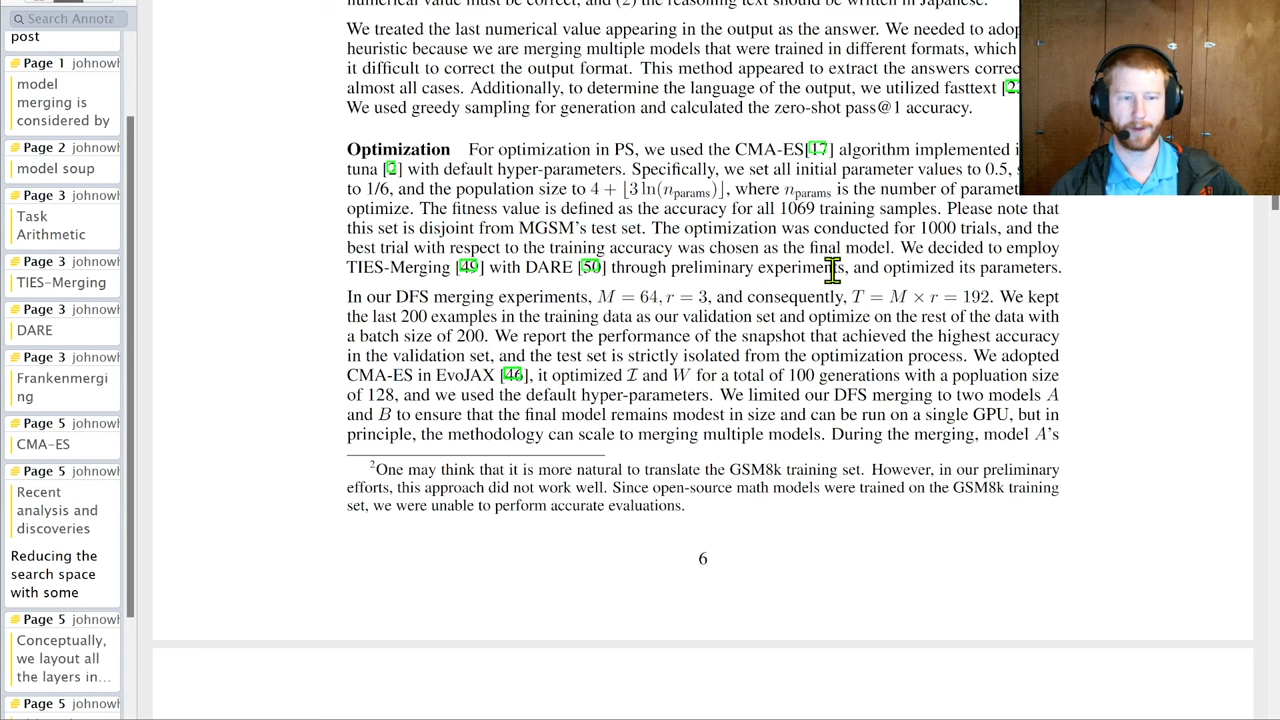 Search Annota
post
Page 1 johnowh
model
merging is
considered by
Page 2 johnowh
model soup
Page 3 johnowh
Task
Arithmetic
Page 3 johnowh
TIES-Merging
Page 3 johnowh
DARE
Page 3 johnowh
Frankenmergi
ng
Page 5 johnowh
CMA-ES
Page 5 johnowh
Recent
analysis and
discoveries
Reducing the
search space
with some
Page 5 johnowh
Conceptually,
we layout all
the layers in...
Page 5 johnowh
numerical value must be correct, and (2) the reasoning text should be written in Japanese.
We treated the last numerical value appearing in the output as the answer. We needed to adop
heuristic because we are merging multiple models that were trained in different formats, which
it difficult to correct the output format. This method appeared to extract the answers correc
almost all cases. Additionally, to determine the language of the output, we utilized fasttext [2
We used greedy sampling for generation and calculated the zero-shot pass@1 accuracy.
Optimization For optimization in PS, we used the CMA-ES[17] algorithm implemented i
tuna [2] with default hyper-parameters. Specifically, we set all initial parameter values to 0.5, s
to 1/6, and the population size to 4 + ⌊3 ln(n_params)⌋, where n_params is the number of paramet
optimize. The fitness value is defined as the accuracy for all 1069 training samples. Please note that
this set is disjoint from MGSM's test set. The optimization was conducted for 1000 trials, and the
best trial with respect to the training accuracy was chosen as the final model. We decided to employ
TIES-Merging [49] with DARE [50] through preliminary experiments, and optimized its parameters.
In our DFS merging experiments, M = 64, r = 3, and consequently, T = M × r = 192. We kept
the last 200 examples in the training data as our validation set and optimize on the rest of the data with
a batch size of 200. We report the performance of the snapshot that achieved the highest accuracy
in the validation set, and the test set is strictly isolated from the optimization process. We adopted
CMA-ES in EvoJAX [46], it optimized I and W for a total of 100 generations with a popluation size
of 128, and we used the default hyper-parameters. We limited our DFS merging to two models A
and B to ensure that the final model remains modest in size and can be run on a single GPU, but in
principle, the methodology can scale to merging multiple models. During the merging, model A's
2One may think that it is more natural to translate the GSM8k training set. However, in our preliminary
efforts, this approach did not work well. Since open-source math models were trained on the GSM8k training
set, we were unable to perform accurate evaluations.
6